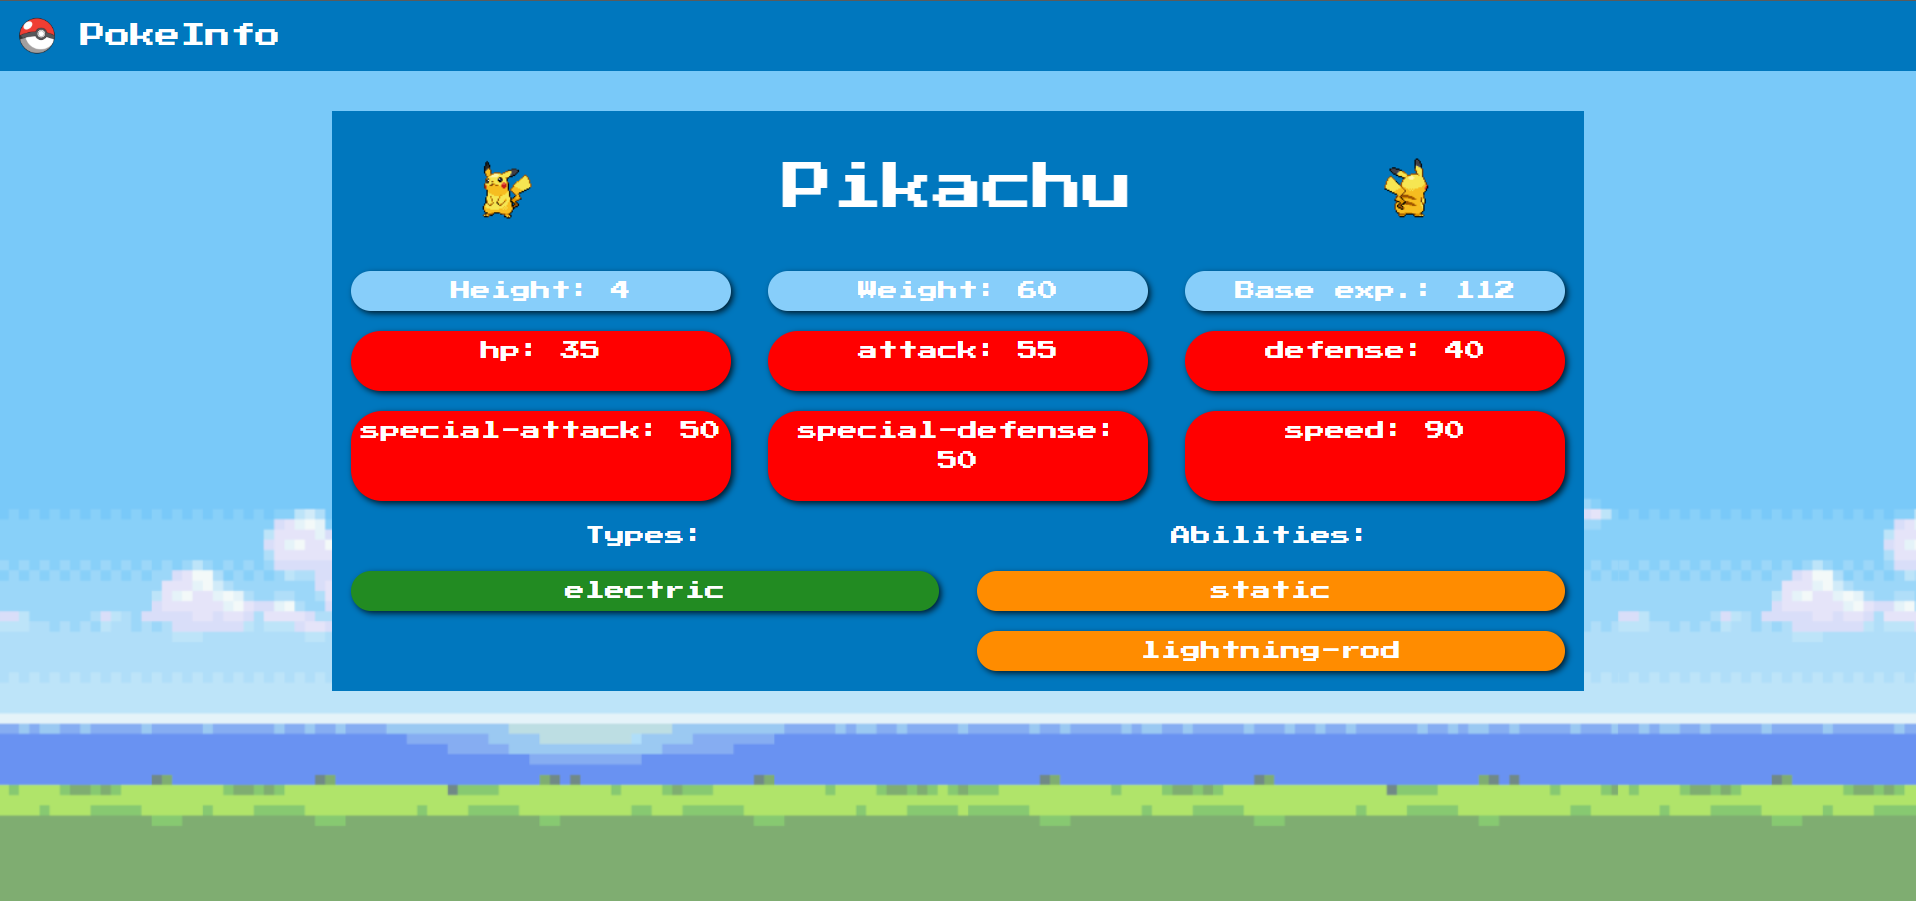 PokeInfo
Pikachu
Height: 4
Weight: 60
Base exp.: 112
hp: 35
attack: 55
defense: 40
special-attack: 50
special-defense:
50
speed: 90
Types:
Abilities:
electric
static
lightning-rod